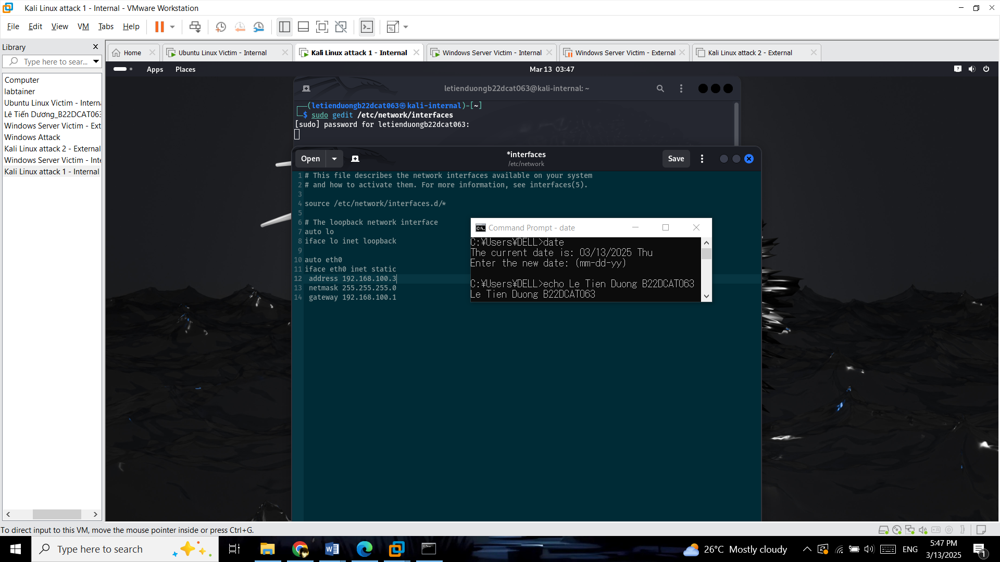 Kali Linux attack 1 - Internal - VMware Workstation
File Edit View VM Tabs Help
Library
Type here to sear...
Computer
labtainer
Ubuntu Linux Victim - Intern
Lê Tiến Dương_B22DCAT063
Windows Server Victim - Ext
Windows Attack
Kali Linux attack 2 - External
Windows Server Victim - Inte
Kali Linux attack 1 - Internal
Home
Ubuntu Linux Victim - Internal
Kali Linux attack 1 - Internal
Windows Server Victim - Internal
Windows Server Victim - External
Kali Linux attack 2 - External
Apps Places
Mar 13 03:47
letienduongb22dcat063@kali-internal: ~
┌──(letienduongb22dcat063㉿kali-internal)-[~]
└─$ sudo gedit /etc/network/interfaces
[sudo] password for letienduongb22dcat063:
Open
*interfaces
/etc/network
Save
1 # This file describes the network interfaces available on your system
2 # and how to activate them. For more information, see interfaces(5).
3
4 source /etc/network/interfaces.d/*
5
6 # The loopback network interface
7 auto lo
8 iface lo inet loopback
9
10 auto eth0
11 iface eth0 inet static
12  address 192.168.100.3
13  netmask 255.255.255.0
14  gateway 192.168.100.1
Command Prompt - date
C:¥Users¥DELL>date
The current date is: 03/13/2025 Thu
Enter the new date: (mm-dd-yy)
C:¥Users¥DELL>echo Le Tien Duong B22DCAT063
Le Tien Duong B22DCAT063
To direct input to this VM, move the mouse pointer inside or press Ctrl+G.
Type here to search
26°C Mostly cloudy
ENG
5:47 PM
3/13/2025
1